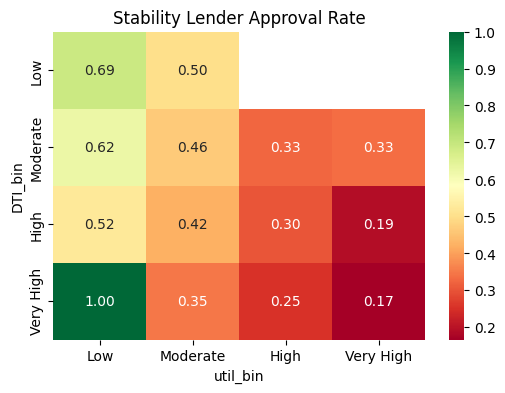 Stability Lender Approval Rate
DTI_bin
Low 0.69 0.50
Moderate 0.62 0.46 0.33 0.33
High 0.52 0.42 0.30 0.19
Very High 1.00 0.35 0.25 0.17
Low Moderate High Very High
util_bin
1.0
0.9
0.8
0.7
0.6
0.5
0.4
0.3
0.2